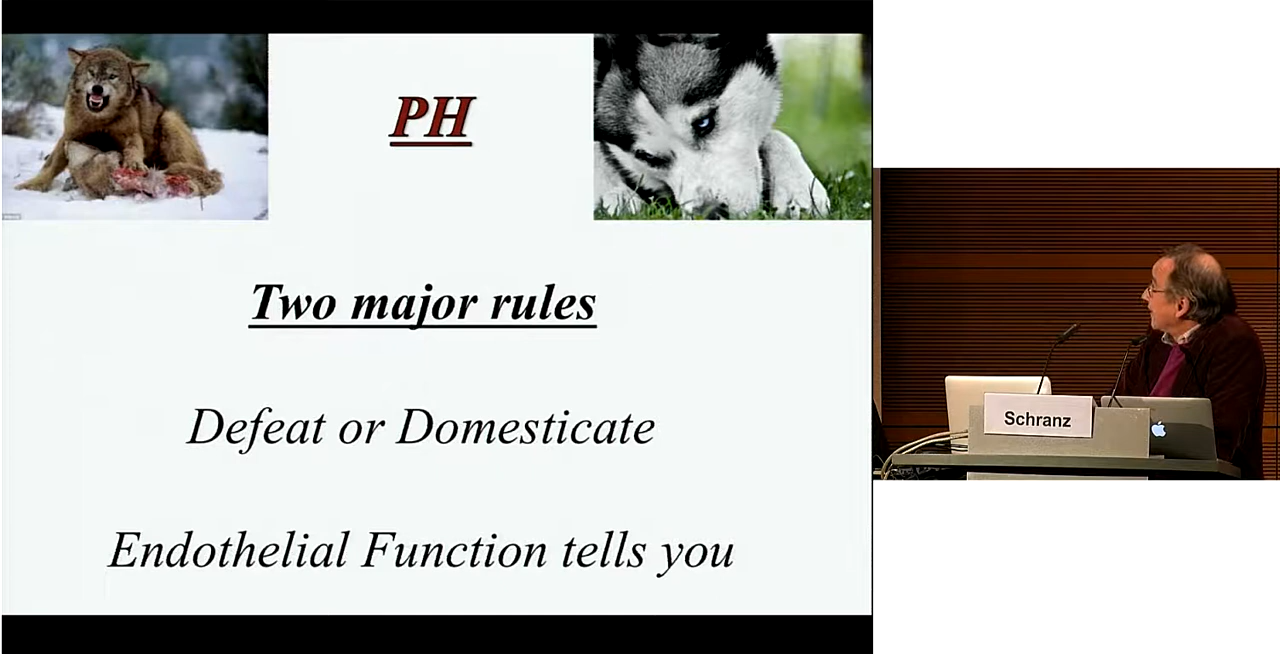 PH
Two major rules
Defeat or Domesticate
Endothelial Function tells you
Schranz